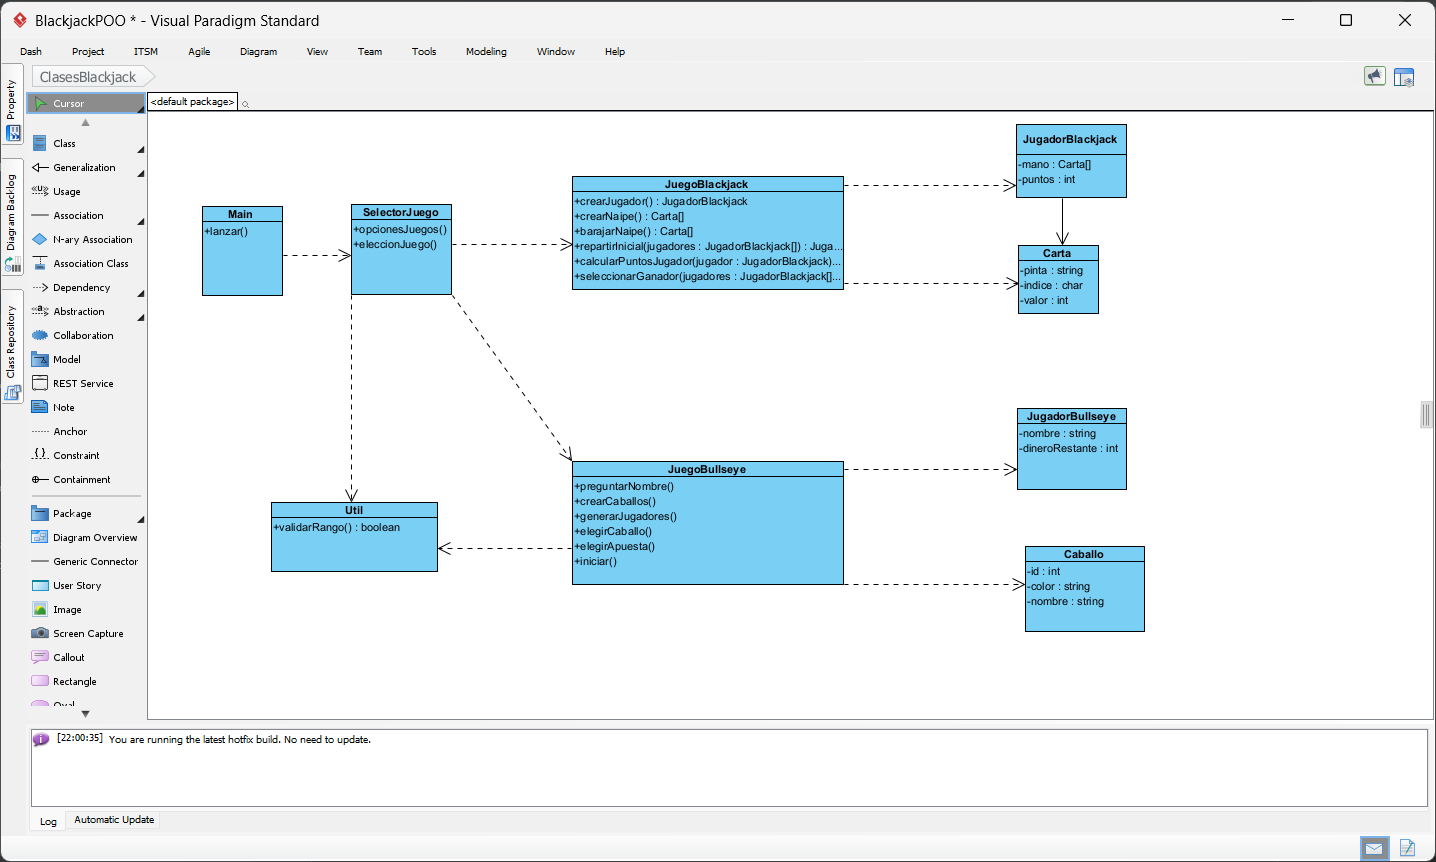 BlackjackPOO * - Visual Paradigm Standard
Dash Project ITSM Agile Diagram View Team Tools Modeling Window Help
ClasesBlackjack
Property
Diagram Backlog
Class Repository
Cursor
Class
Generalization
Usage
Association
N-ary Association
Association Class
Dependency
Abstraction
Collaboration
Model
REST Service
Note
Anchor
Constraint
Containment
Package
Diagram Overview
Generic Connector
User Story
Image
Screen Capture
Callout
Rectangle
Oval
<default package>
Main
+lanzar()
SelectorJuego
+opcionesJuegos()
+eleccionJuego()
JuegoBlackjack
+crearJugador() : JugadorBlackjack
+crearNaipe() : Carta[]
+barajarNaipe() : Carta[]
+repartirInicial(jugadores : JugadorBlackjack[]) : Juga...
+calcularPuntosJugador(jugador : JugadorBlackjack)...
+seleccionarGanador(jugadores : JugadorBlackjack[]...
JugadorBlackjack
-mano : Carta[]
-puntos : int
Carta
-pinta : string
-indice : char
-valor : int
JugadorBullseye
-nombre : string
-dineroRestante : int
JuegoBullseye
+preguntarNombre()
+crearCaballos()
+generarJugadores()
+elegirCaballo()
+elegirApuesta()
+iniciar()
Util
+validarRango() : boolean
Caballo
-id : int
-color : string
-nombre : string
[22:00:35] You are running the latest hotfix build. No need to update.
Log Automatic Update